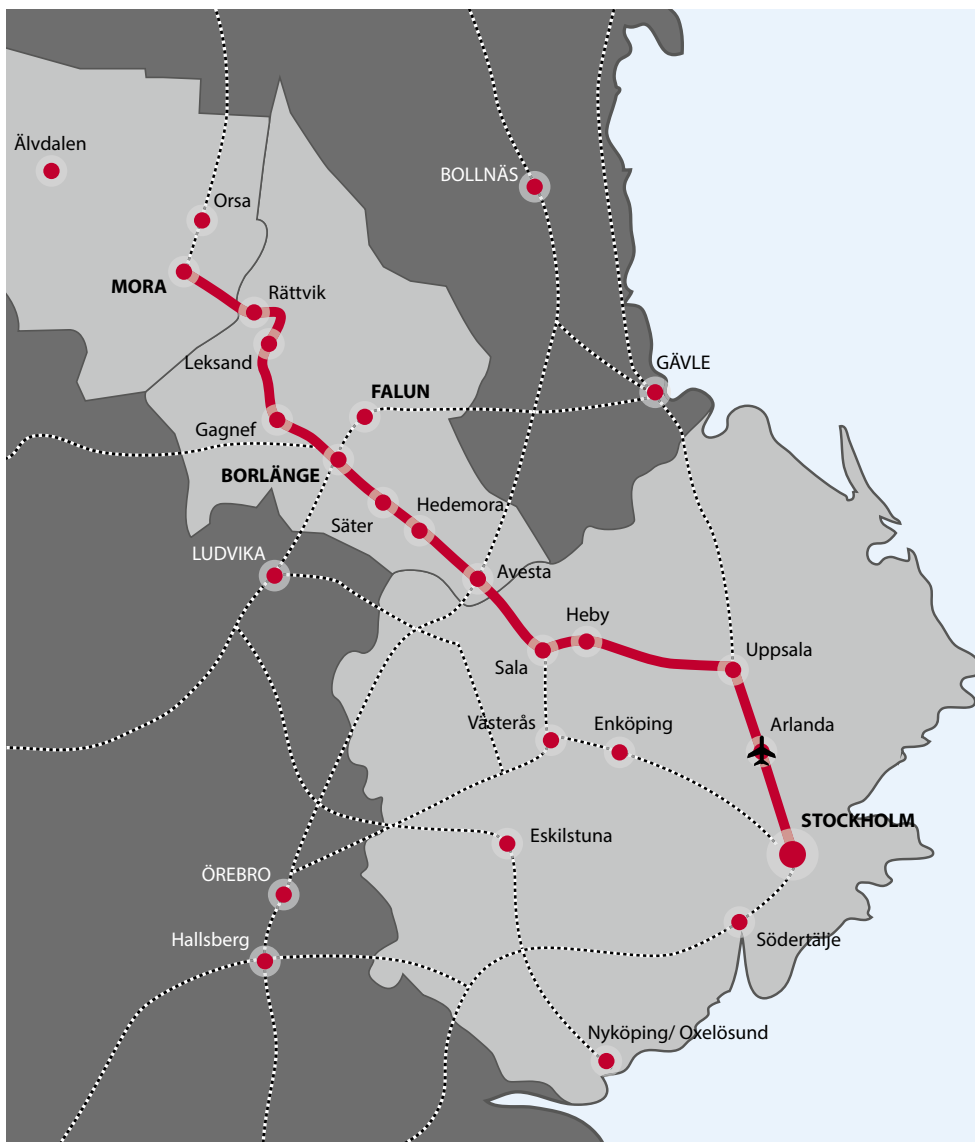 Älvdalen
BOLLNÄS
Orsa
MORA
Rättvik
Leksand
GÄVLE
FALUN
Gagnef
BORLÄNGE
Hedemora
Säter
LUDVIKA
Avesta
Heby
Sala
Uppsala
Västerås
Enköping
Arlanda
STOCKHOLM
Eskilstuna
ÖREBRO
Hallsberg
Södertälje
Nyköping/ Oxelösund